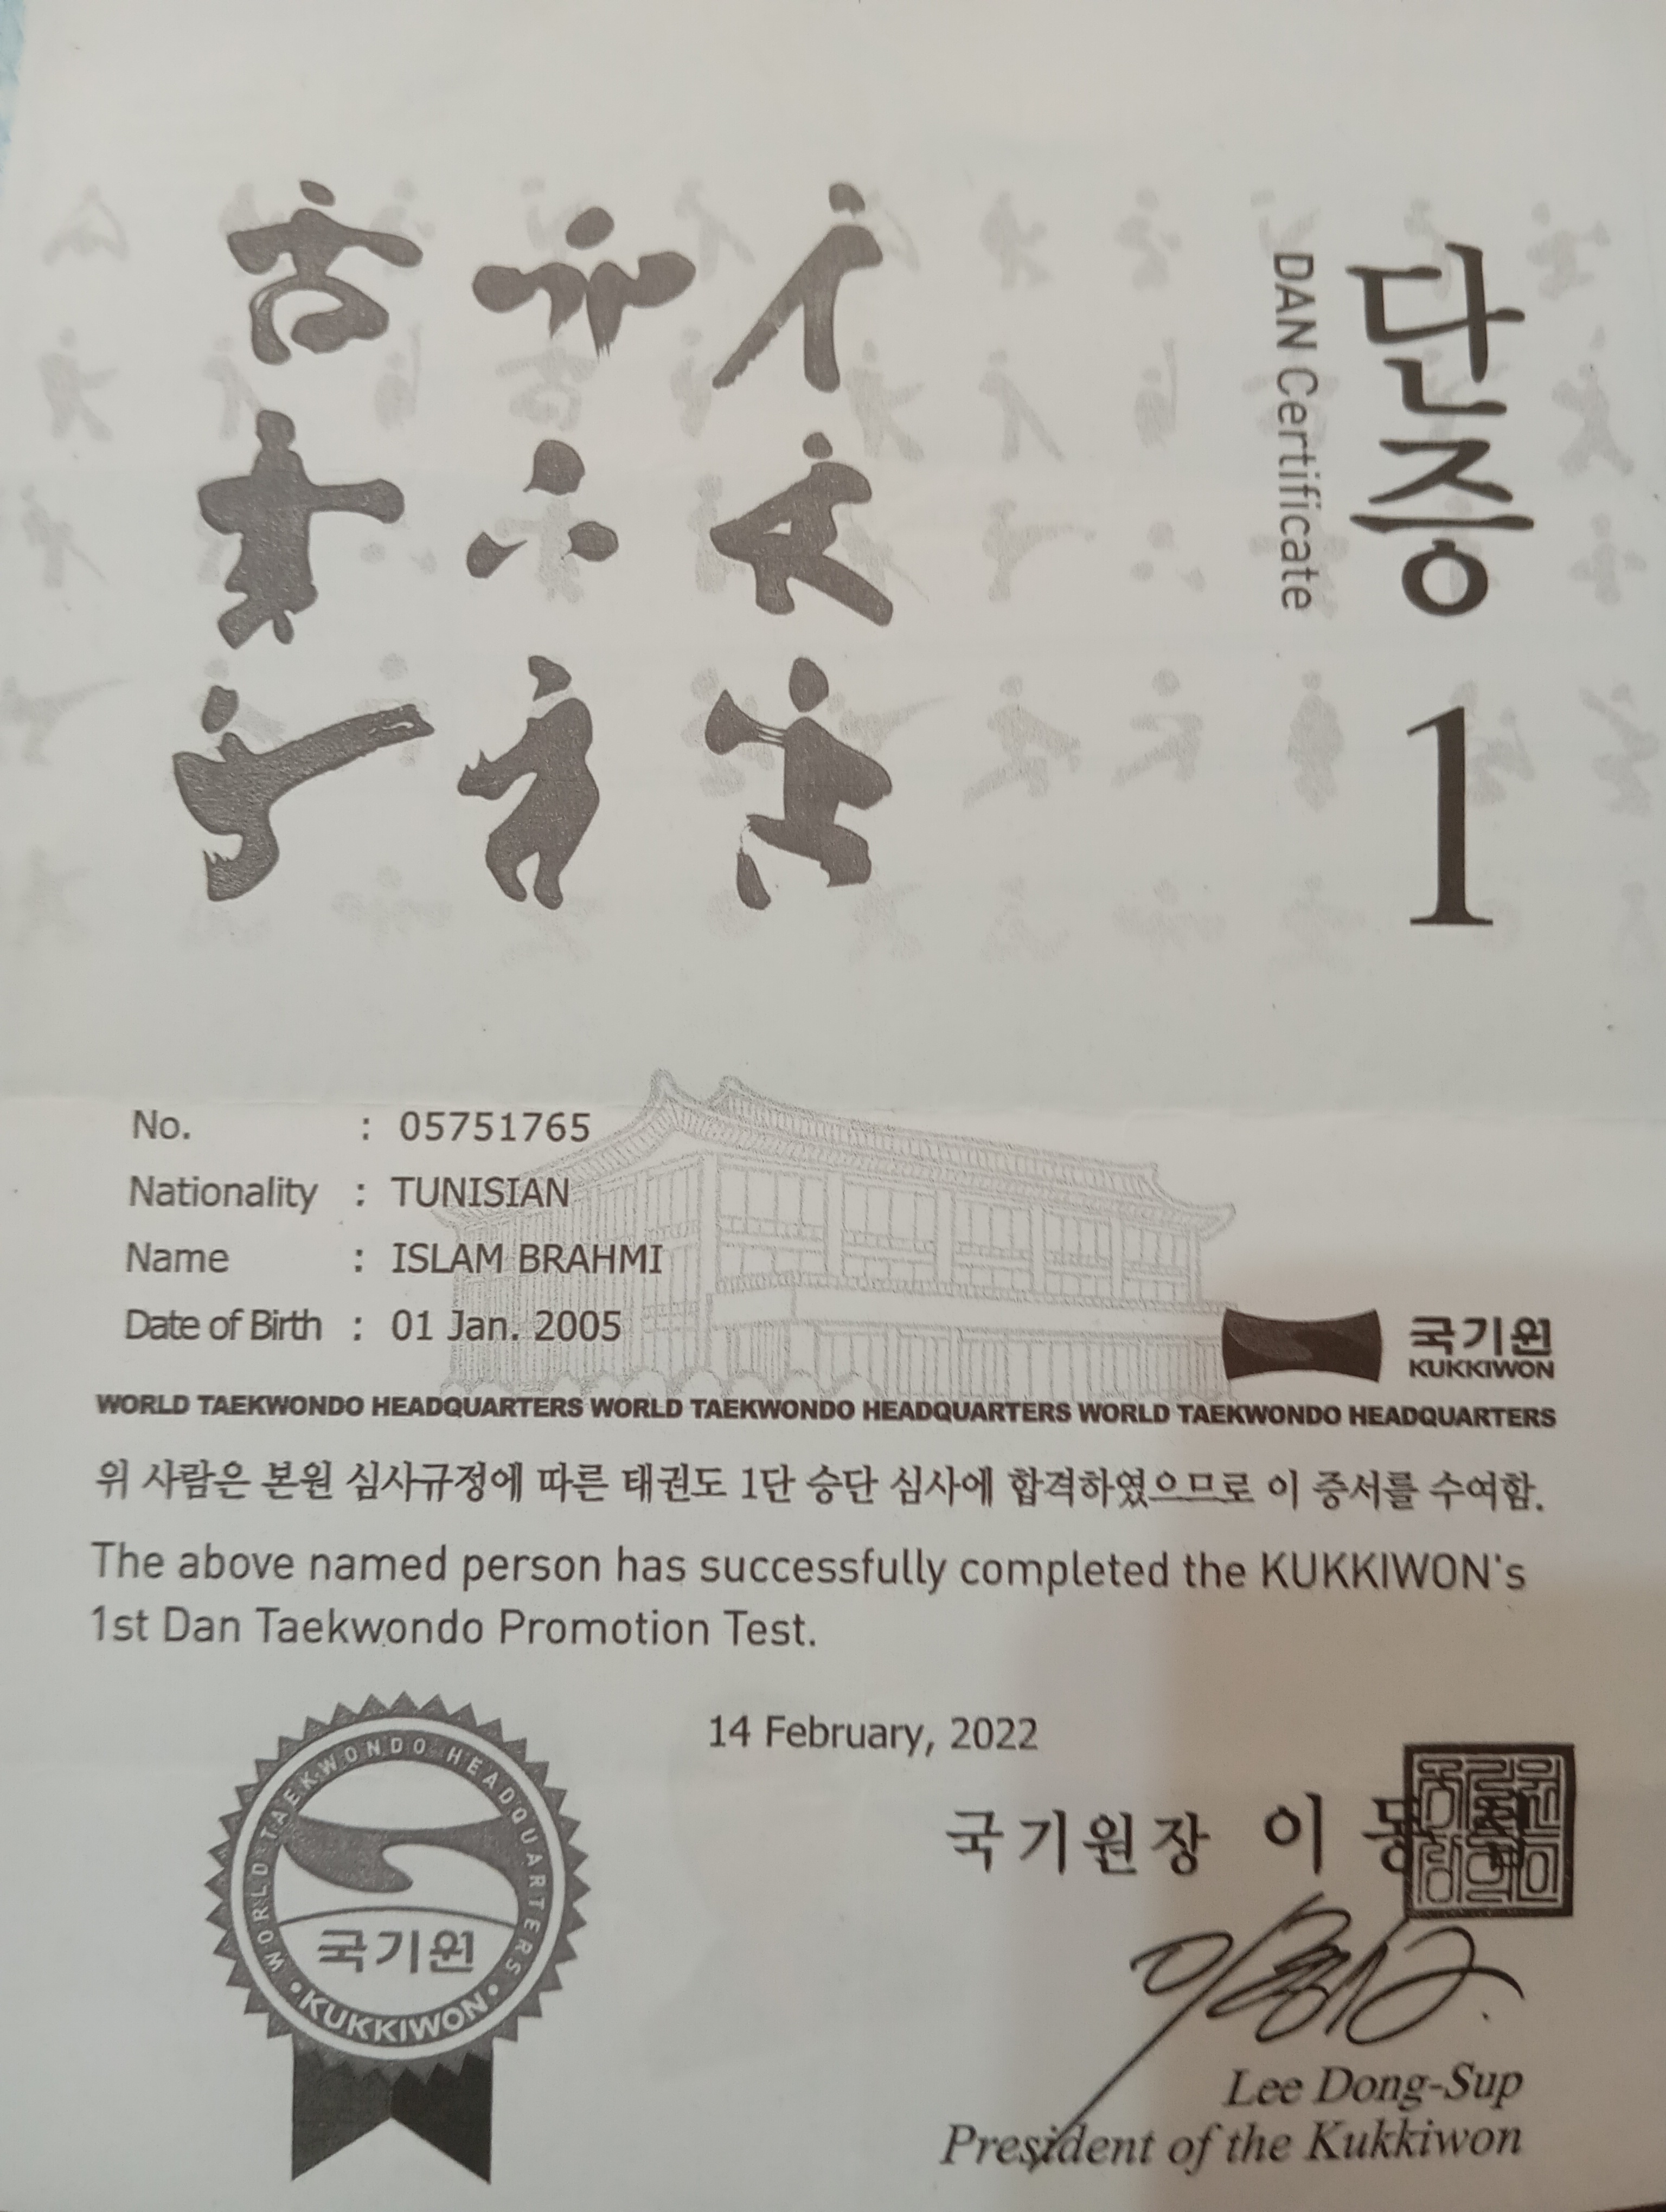 단증 1
DAN Certificate
No. : 05751765
Nationality : TUNISIAN
Name : ISLAM BRAHMI
Date of Birth : 01 Jan. 2005
국기원
KUKKIWON
WORLD TAEKWONDO HEADQUARTERS WORLD TAEKWONDO HEADQUARTERS WORLD TAEKWONDO HEADQUARTERS
위 사람은 본원 심사규정에 따른 태권도 1단 승단 심사에 합격하였으므로 이 증서를 수여함.
The above named person has successfully completed the KUKKIWON's
1st Dan Taekwondo Promotion Test.
14 February, 2022
WORLD TAEKWONDO HEADQUARTERS
국기원
• KUKKIWON •
국기원장 이
Lee Dong-Sup
President of the Kukkiwon